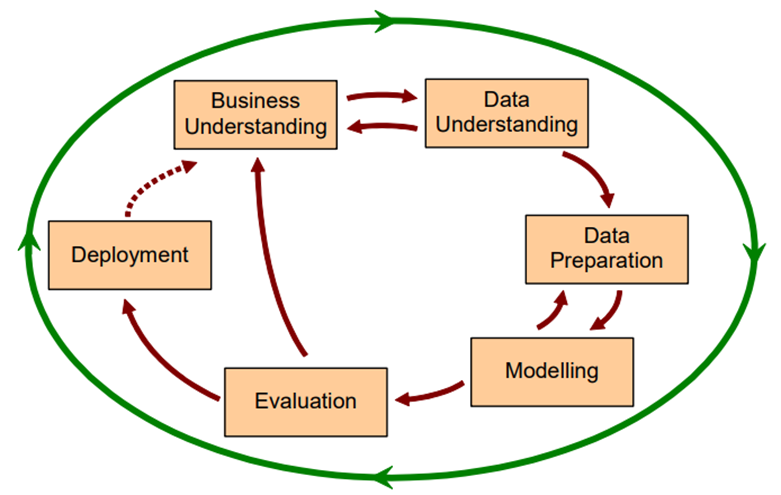 Business
Understanding
Data
Understanding
Data
Preparation
Modelling
Evaluation
Deployment